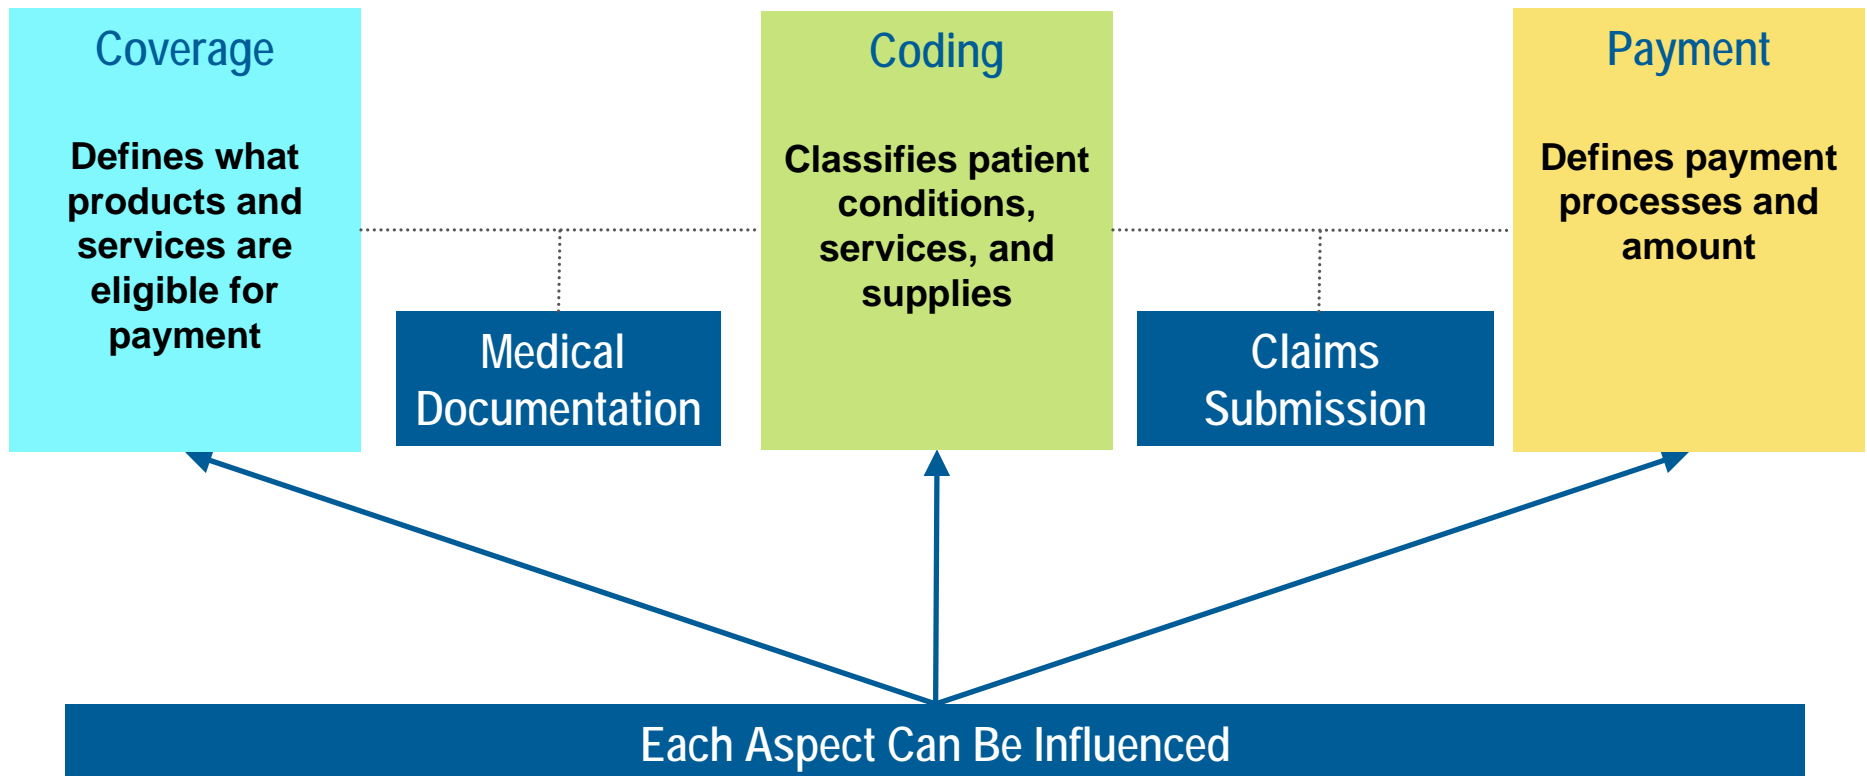 Coverage
Defines what
products and
services are
eligible for
payment
Medical
Documentation
Coding
Classifies patient
conditions,
services, and
supplies
Claims
Submission
Payment
Defines payment
processes and
amount
Each Aspect Can Be Influenced